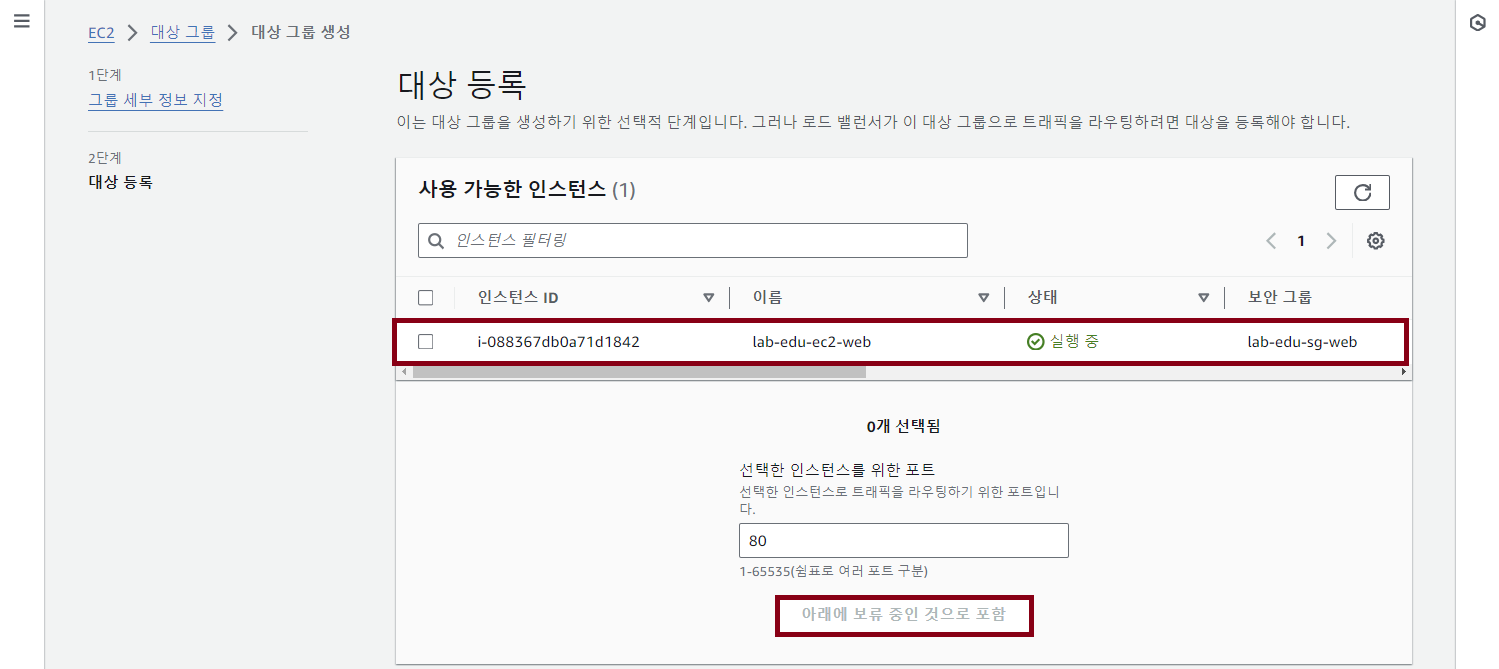 EC2 > 대상 그룹 > 대상 그룹 생성
1단계
그룹 세부 정보 지정
2단계
대상 등록
대상 등록
이는 대상 그룹을 생성하기 위한 선택적 단계입니다. 그러나 로드 밸런서가 이 대상 그룹으로 트래픽을 라우팅하려면 대상을 등록해야 합니다.
사용 가능한 인스턴스 (1)
인스턴스 필터링
1
인스턴스 ID 이름 상태 보안 그룹
i-088367db0a71d1842 lab-edu-ec2-web 실행 중 lab-edu-sg-web
0개 선택됨
선택한 인스턴스를 위한 포트
선택한 인스턴스로 트래픽을 라우팅하기 위한 포트입니
다.
80
1-65535(쉼표로 여러 포트 구분)
아래에 보류 중인 것으로 포함